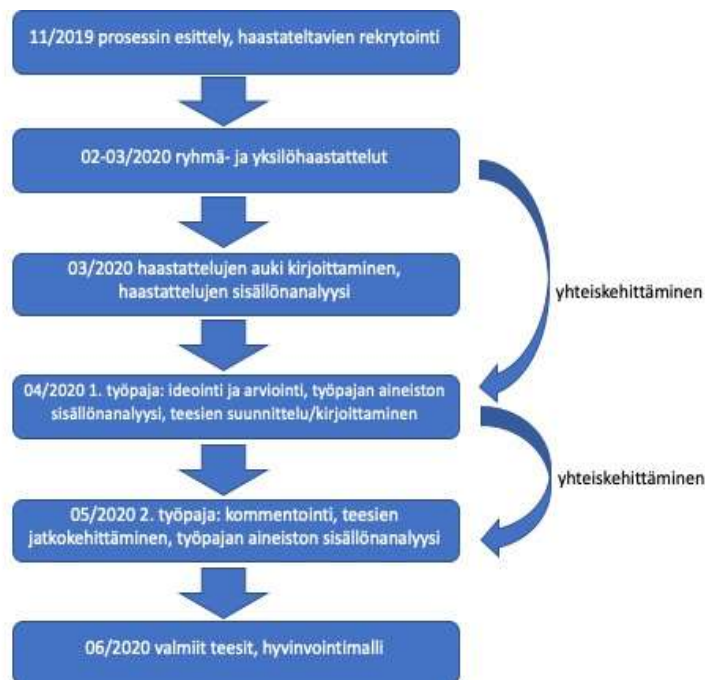 11/2019 prosessin esittely, haastateltavien rekrytointi
02-03/2020 ryhmä- ja yksilöhaastattelut
03/2020 haastattelujen auki kirjoittaminen,
haastattelujen sisällönanalyysi
yhteiskehittäminen
04/2020 1. työpaja: ideointi ja arviointi, työpajan aineiston
sisällönanalyysi, teesien suunnittelu/kirjoittaminen
yhteiskehittäminen
05/2020 2. työpaja: kommentointi, teesien
jatkokehittäminen, työpajan aineiston sisällönanalyysi
06/2020 valmiit teesit, hyvinvointimalli